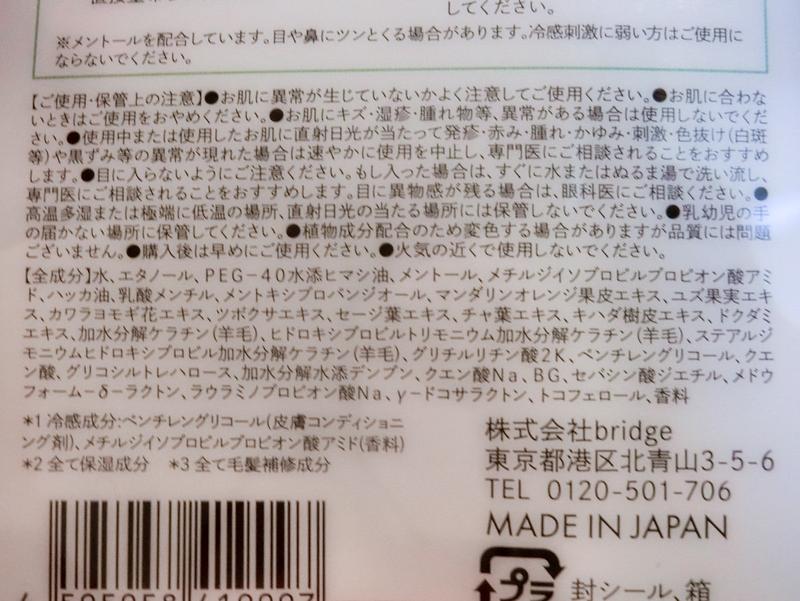 してください。
※メントールを配合しています。目や鼻にツンとくる場合があります。冷感刺激に弱い方はご使用に
ならないでください。
【ご使用・保管上の注意】●お肌に異常が生じていないかよく注意してご使用ください。●お肌に合わな
いときはご使用をおやめください。●お肌にキズ・湿疹・腫れ物等、異常がある場合は使用しないでくだ
さい。●使用中または使用したお肌に直射日光が当たって発疹・赤み・腫れ・かゆみ・刺激・色抜け(白斑
等)や黒ずみ等の異常が現れた場合は速やかに使用を中止し、専門医にご相談されることをおすすめ
します。●目に入らないようにご注意ください。もし入った場合は、すぐに水またはぬるま湯で洗い流し、
専門医にご相談されることをおすすめします。目に異物感が残る場合は、眼科医にご相談ください。●
高温多湿または極端に低温の場所、直射日光の当たる場所には保管しないでください。●乳幼児の手
の届かない場所に保管してください。●植物成分配合のため変色する場合がありますが品質には問題
ございません。●購入後は早めにご使用ください。●火気の近くで使用しないでください。
【全成分】水、エタノール、PEG-40水添ヒマシ油、メントール、メチルジイソプロピルプロピオン酸アミ
ド、ハッカ油、乳酸メンチル、メントキシプロパンジオール、マンダリンオレンジ果皮エキス、ユズ果実エキ
ス、カワラヨモギ花エキス、ツボクサエキス、セージ葉エキス、チャ葉エキス、キハダ樹皮エキス、ドクダミ
エキス、加水分解ケラチン(羊毛)、ヒドロキシプロピルトリモニウム加水分解ケラチン(羊毛)、ステアルジ
モニウムヒドロキシプロピル加水分解ケラチン(羊毛)、グリチルリチン酸2K、ペンチレングリコール、クエ
ン酸、グリコシルトレハロース、加水分解水添デンプン、クエン酸Na、BG、セバシン酸ジエチル、メドウ
フォーム-δ-ラクトン、ラウラミノプロピオン酸Na、γ-ドコサラクトン、トコフェロール、香料
*1 冷感成分:ペンチレングリコール(皮膚コンディショニ
ング剤)、メチルジイソプロピルプロピオン酸アミド(香料)
*2 全て保湿成分 *3 全て毛髪補修成分
株式会社bridge
東京都港区北青山3-5-6
TEL 0120-501-706
MADE IN JAPAN
プラ 封シール、箱